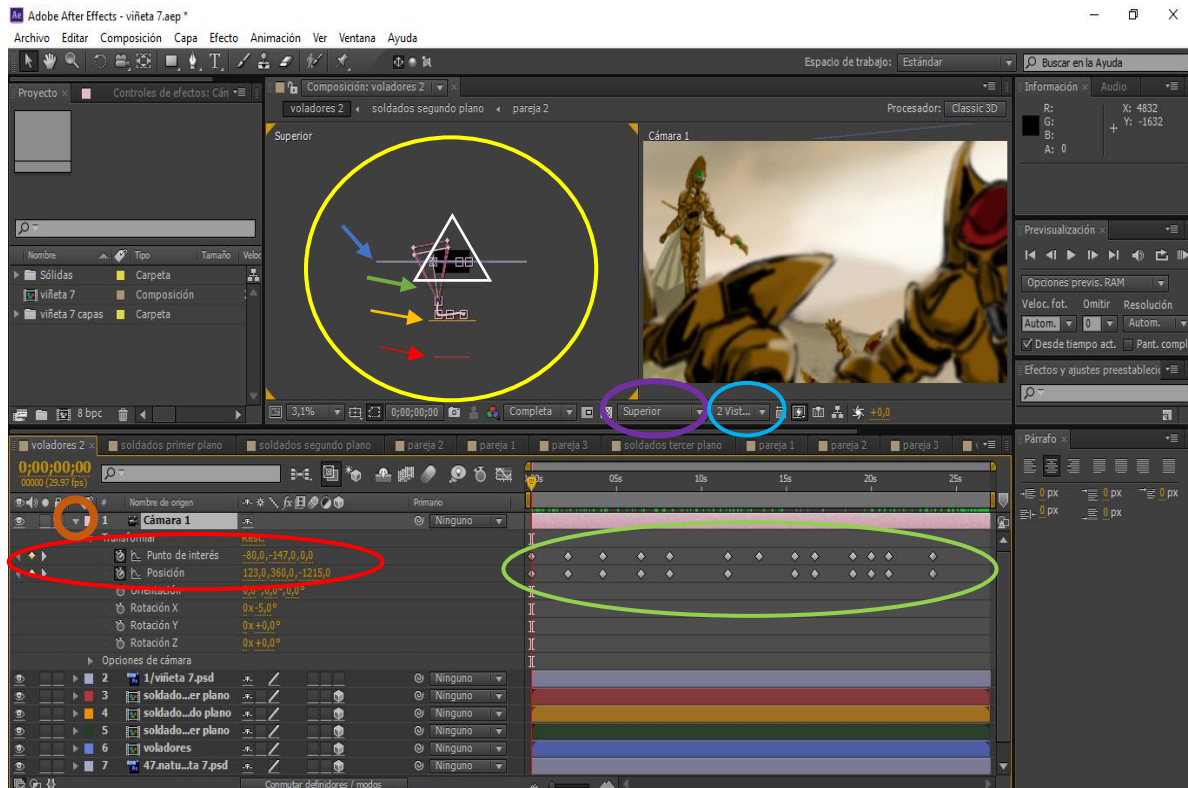 Ae Adobe After Effects - viñeta 7.aep *
Archivo Editar Composición Capa Efecto Animación Ver Ventana Ayuda
Espacio de trabajo: Estándar
Buscar en la Ayuda
Proyecto
Controles de efectos: Cán
Composición: voladores 2
voladores 2 soldados segundo plano pareja 2
Procesador: Classic 3D
Superior
Cámara 1
Información Audio
R: X: 4832
G: Y: -1632
B:
A: 0
Previsualización
Opciones previs. RAM
Veloc. fot. Omitir Resolución
Autom. 0 Autom.
Desde tiempo act. Pant. compl
Efectos y ajustes preestableci
Nombre Tipo Tamaño Veloc
Sólidas Carpeta
viñeta 7 Composición
viñeta 7 capas Carpeta
8 bpc
3,1% 0;00;00;00 Completa Superior 2 Vist... +0,0
voladores 2 soldados primer plano soldados segundo plano pareja 2 pareja 1 pareja 3 soldados tercer plano pareja 1 pareja 2 pareja 3
Párrafo
0 px 0 px 0 px
0 px 0 px
0;00;00;00
00000 (29.97 fps)
05s 10s 15s 20s 25s
# Nombre de origen fx Primario
1 Cámara 1 Ninguno
Transformar Rest.
Punto de interés -80,0,-147,0,0,0
Posición 123,0,360,0,-1215,0
Orientación 0,0°,0,0°,0,0°
Rotación X 0x-5,0°
Rotación Y 0x+0,0°
Rotación Z 0x+0,0°
Opciones de cámara
2 1/viñeta 7.psd Ninguno
3 soldado...er plano Ninguno
4 soldado...do plano Ninguno
5 soldado...er plano Ninguno
6 voladores Ninguno
7 47.natu...ta 7.psd Ninguno
Conmutar definidores / modos